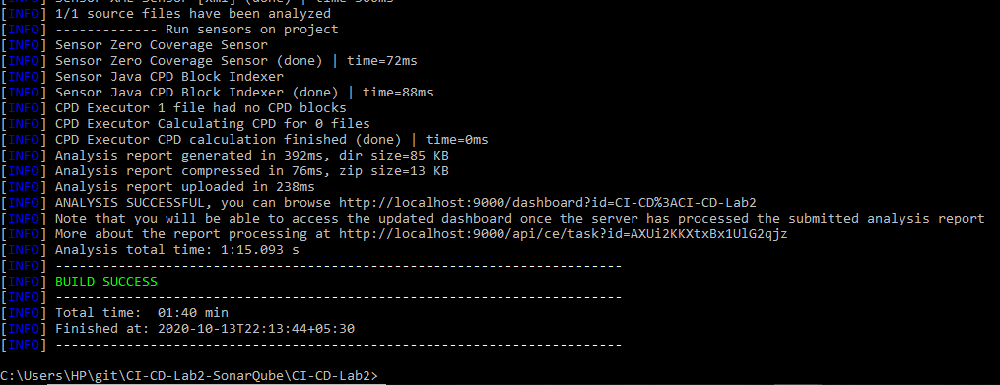 [INFO] Sensor XML Sensor [xml] (done) | time=360ms
[INFO] 1/1 source files have been analyzed
[INFO] ------------- Run sensors on project
[INFO] Sensor Zero Coverage Sensor
[INFO] Sensor Zero Coverage Sensor (done) | time=72ms
[INFO] Sensor Java CPD Block Indexer
[INFO] Sensor Java CPD Block Indexer (done) | time=88ms
[INFO] CPD Executor 1 file had no CPD blocks
[INFO] CPD Executor Calculating CPD for 0 files
[INFO] CPD Executor CPD calculation finished (done) | time=0ms
[INFO] Analysis report generated in 392ms, dir size=85 KB
[INFO] Analysis report compressed in 76ms, zip size=13 KB
[INFO] Analysis report uploaded in 238ms
[INFO] ANALYSIS SUCCESSFUL, you can browse http://localhost:9000/dashboard?id=CI-CD%3ACI-CD-Lab2
[INFO] Note that you will be able to access the updated dashboard once the server has processed the submitted analysis report
[INFO] More about the report processing at http://localhost:9000/api/ce/task?id=AXUi2KKXtxBx1UlG2qjz
[INFO] Analysis total time: 1:15.093 s
[INFO] ------------------------------------------------------------------------
[INFO] BUILD SUCCESS
[INFO] ------------------------------------------------------------------------
[INFO] Total time:  01:40 min
[INFO] Finished at: 2020-10-13T22:13:44+05:30
[INFO] ------------------------------------------------------------------------
C:\Users\HP\git\CI-CD-Lab2-SonarQube\CI-CD-Lab2>